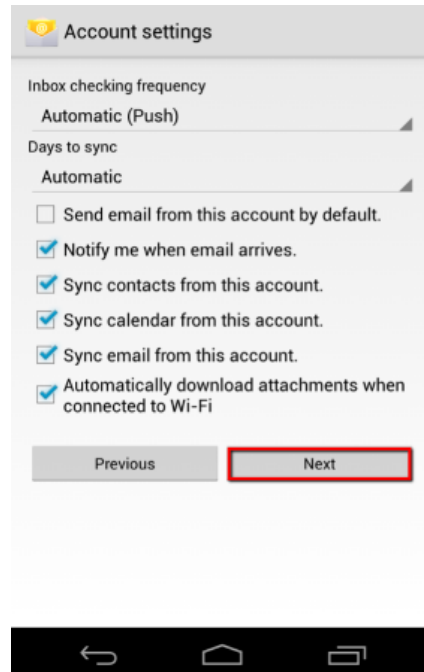 Account settings
Inbox checking frequency
Automatic (Push)
Days to sync
Automatic
Send email from this account by default.
Notify me when email arrives.
Sync contacts from this account.
Sync calendar from this account.
Sync email from this account.
Automatically download attachments when
connected to Wi-Fi
Previous
Next